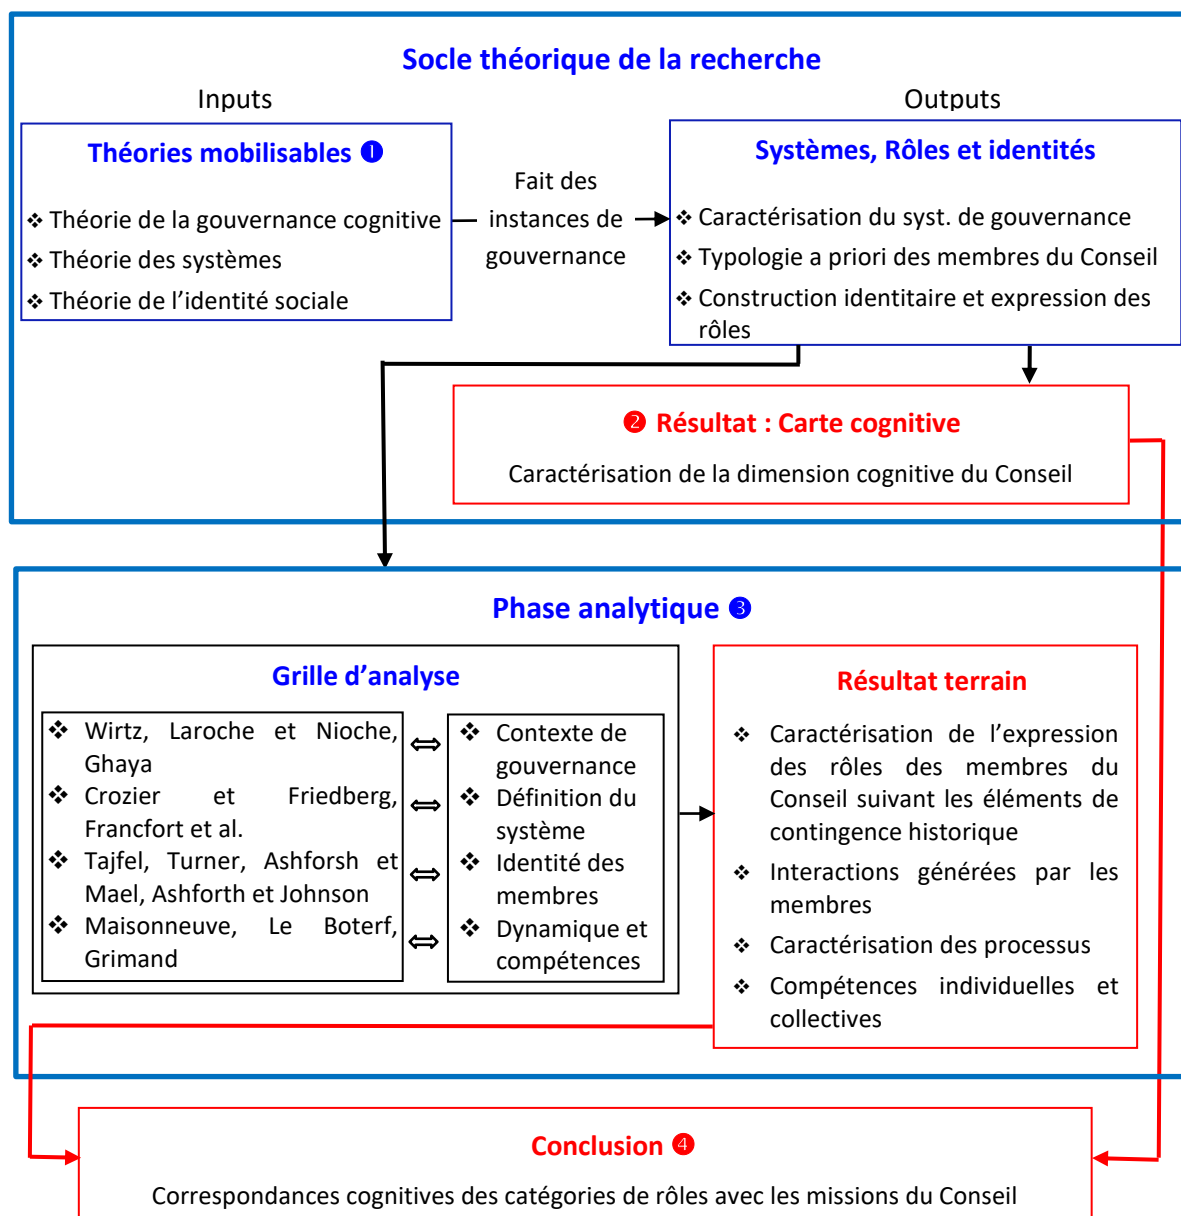 Socle théorique de la recherche
Inputs
Outputs
Théories mobilisables ❶
❖ Théorie de la gouvernance cognitive
❖ Théorie des systèmes
❖ Théorie de l'identité sociale
Fait des
instances de
gouvernance
Systèmes, Rôles et identités
❖ Caractérisation du syst. de gouvernance
❖ Typologie a priori des membres du Conseil
❖ Construction identitaire et expression des
rôles
❷ Résultat : Carte cognitive
Caractérisation de la dimension cognitive du Conseil
Phase analytique ❸
Grille d'analyse
❖ Wirtz, Laroche et Nioche,
Ghaya
❖ Crozier et Friedberg,
Francfort et al.
❖ Tajfel, Turner, Ashforsh et
Mael, Ashforth et Johnson
❖ Maisonneuve, Le Boterf,
Grimand
⇔
⇔
⇔
⇔
❖ Contexte de
gouvernance
❖ Définition du
système
❖ Identité des
membres
❖ Dynamique et
compétences
Résultat terrain
❖ Caractérisation de l'expression
des rôles des membres du
Conseil suivant les éléments de
contingence historique
❖ Interactions générées par les
membres
❖ Caractérisation des processus
❖ Compétences individuelles et
collectives
Conclusion ❹
Correspondances cognitives des catégories de rôles avec les missions du Conseil